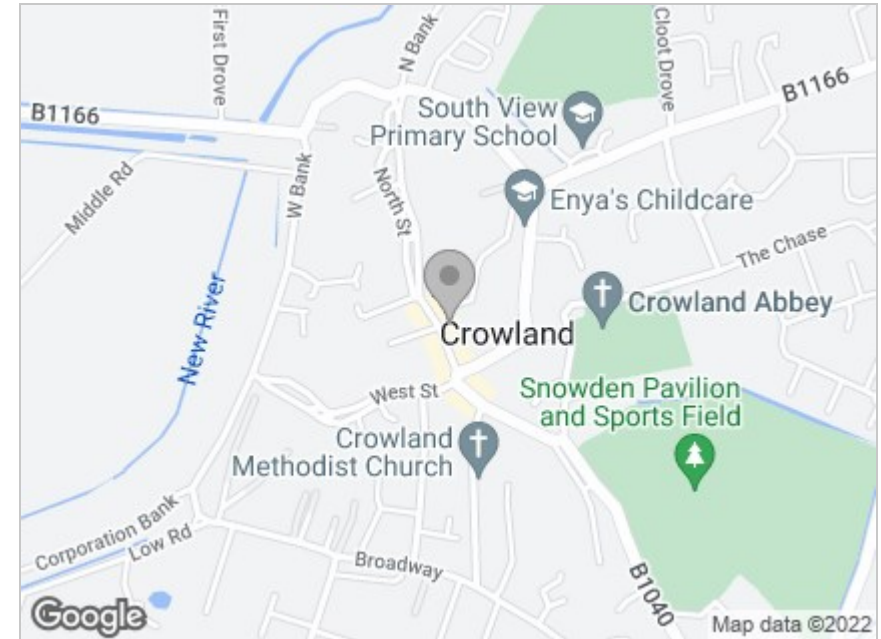 First Drove
N Bank
Cloot Drove
B1166
B1166
South View
Primary School
Middle Rd
W Bank
North St
Enya's Childcare
The Chase
New River
Crowland Abbey
Crowland
West St
Snowden Pavilion
and Sports Field
Crowland
Methodist Church
Corporation Bank
Low Rd
Broadway
B1040
Google
Map data ©2022